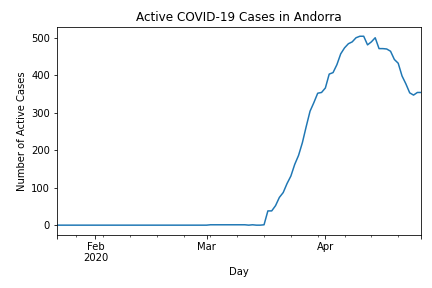 Active COVID-19 Cases in Andorra
Number of Active Cases
500
400
300
200
100
0
Feb
2020
Mar
Apr
Day